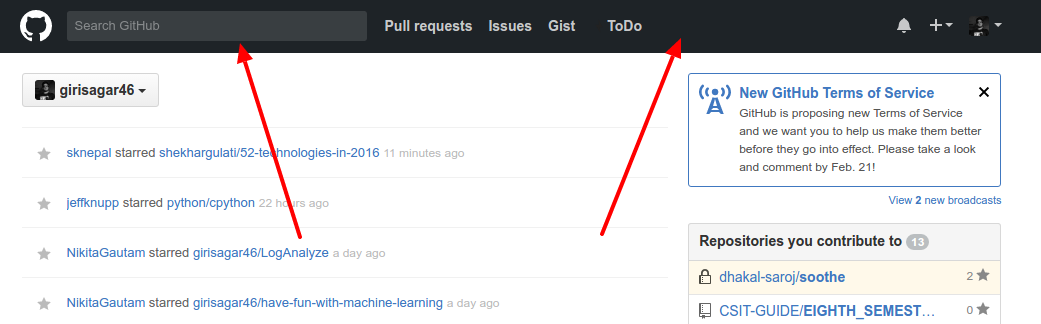 Search GitHub Pull requests Issues Gist ToDo
girisagar46
sknepal starred shekhargulati/52-technologies-in-2016 11 minutes ago
jeffknupp starred python/cpython 22 hours ago
NikitaGautam starred girisagar46/LogAnalyze a day ago
NikitaGautam starred girisagar46/have-fun-with-machine-learning a day ago
New GitHub Terms of Service
GitHub is proposing new Terms of Service
and we want you to help us make them better
before they go into effect. Please take a look
and comment by Feb. 21!
View 2 new broadcasts
Repositories you contribute to 13
dhakal-saroj/soothe 2
CSIT-GUIDE/EIGHTH_SEMEST… 0